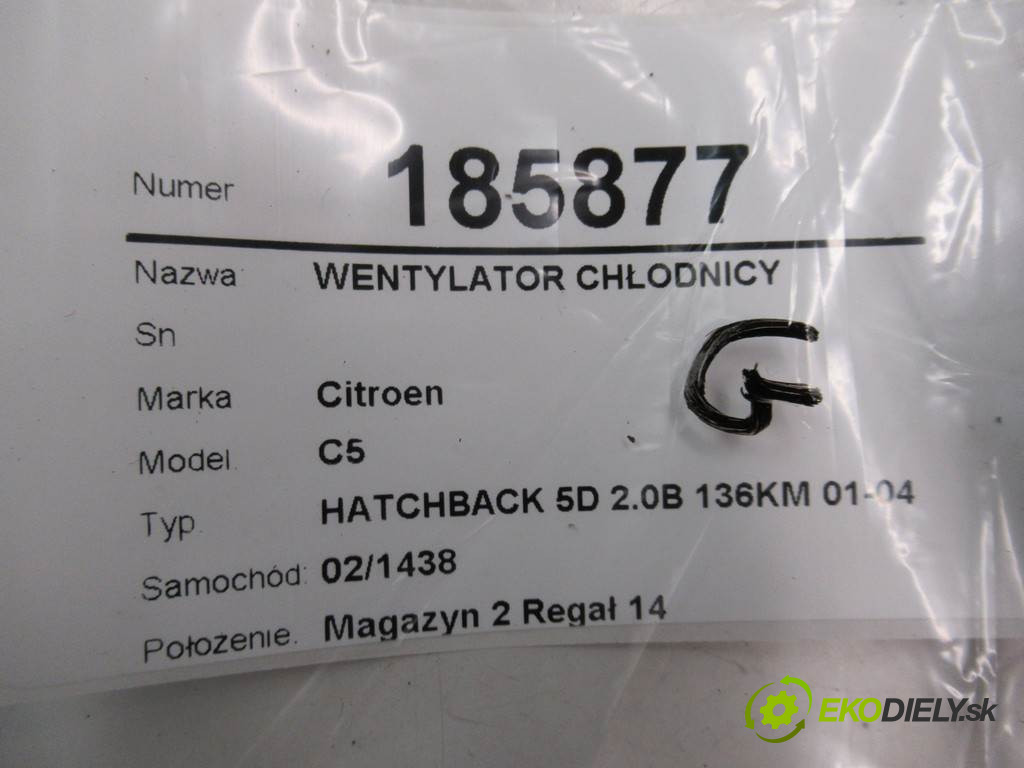 Numer 185877
Nazwa WENTYLATOR CHŁODNICY
Sn
Marka Citroen
Model C5
Typ HATCHBACK 5D 2.0B 136KM 01-04
Samochód: 02/1438
Położenie. Magazyn 2 Regał 14
G
EKODIELY.sk